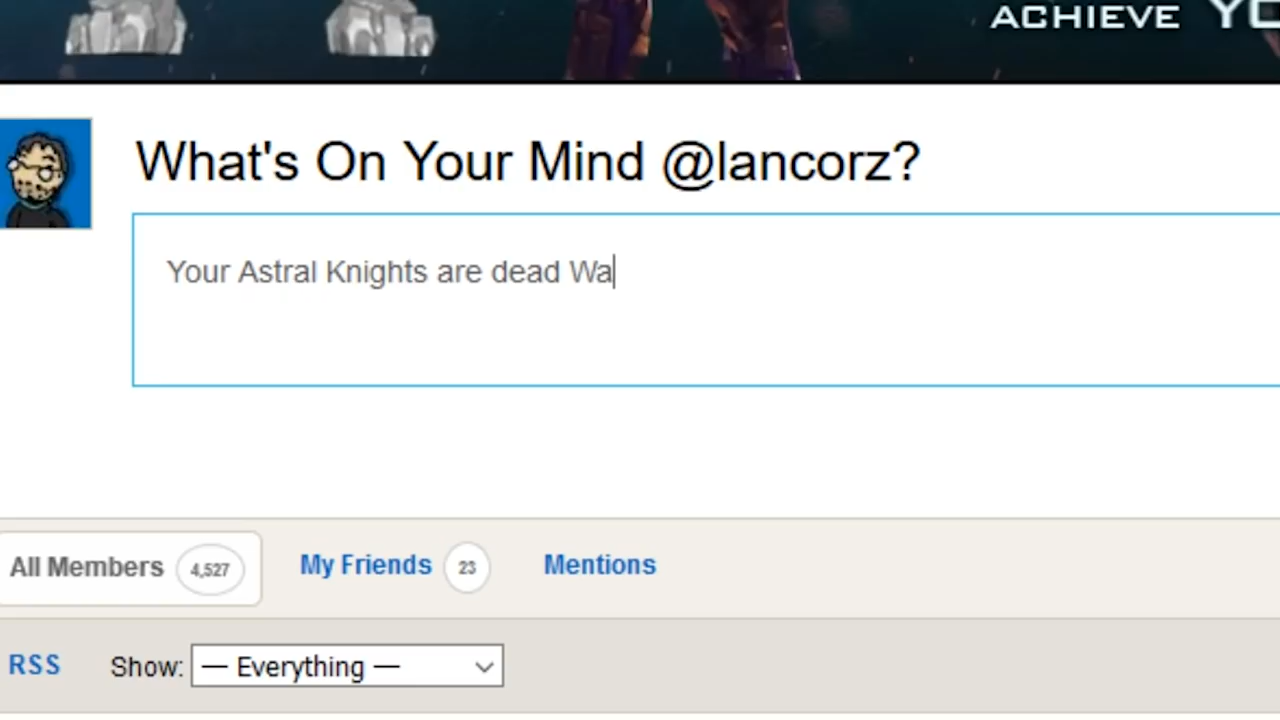 ACHIEVE
What's On Your Mind @lancorz?
Your Astral Knights are dead Wa
All Members 4,527 My Friends 23 Mentions
RSS Show: — Everything —